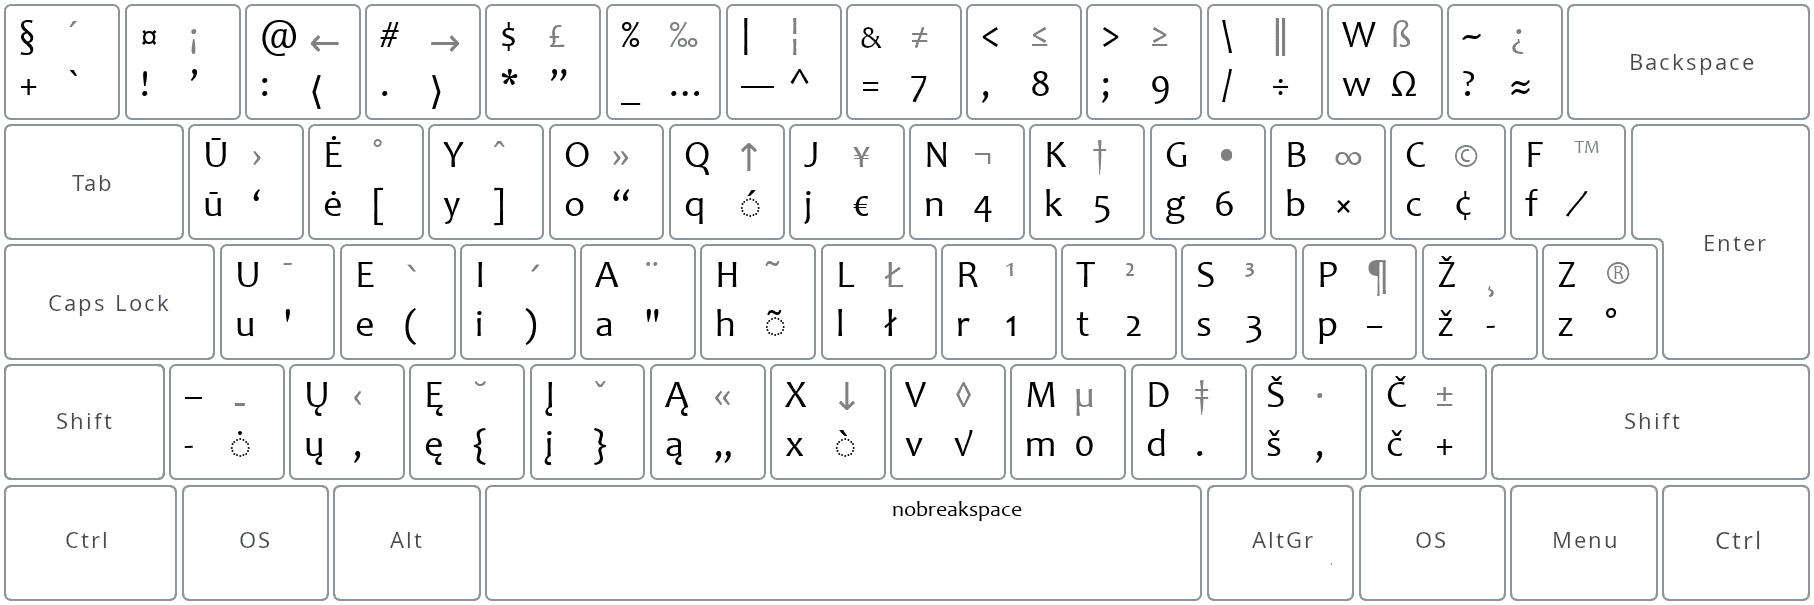 § ´ ¤ ¡ @ ← # → $ £ % ‰ | ¦ & ≠ < ≤ > ≥ \ ‖ W ẞ ~ ¿ Backspace
+ ` ! ’ : ⟨ . ⟩ * ” _ … — ^ = 7 , 8 ; 9 / ÷ w Ω ? ≈
Tab Ū › Ė ° Y ^ O » Q ↑ J ¥ N ¬ K † G • B ∞ C © F ™
ū ‘ ė [ y ] o “ q ◌́ j € n 4 k 5 g 6 b × c ¢ f ⁄
Enter
Caps Lock U ¯ E ` I ´ A ¨ H ˜ L Ł R ¹ T ² S ³ P ¶ Ž ¸ Z ®
u ' e ( i ) a " h ◌̃ l ł r 1 t 2 s 3 p – ž - z °
Shift – - Ų ‹ Ę ˘ Į ˇ Ą « X ↓ V ◊ M µ D ‡ Š · Č ± Shift
- ◌̇ ų ‚ ę { į } ą „ x ◌̀ v √ m 0 d . š , č +
nobreakspace
Ctrl OS Alt AltGr OS Menu Ctrl